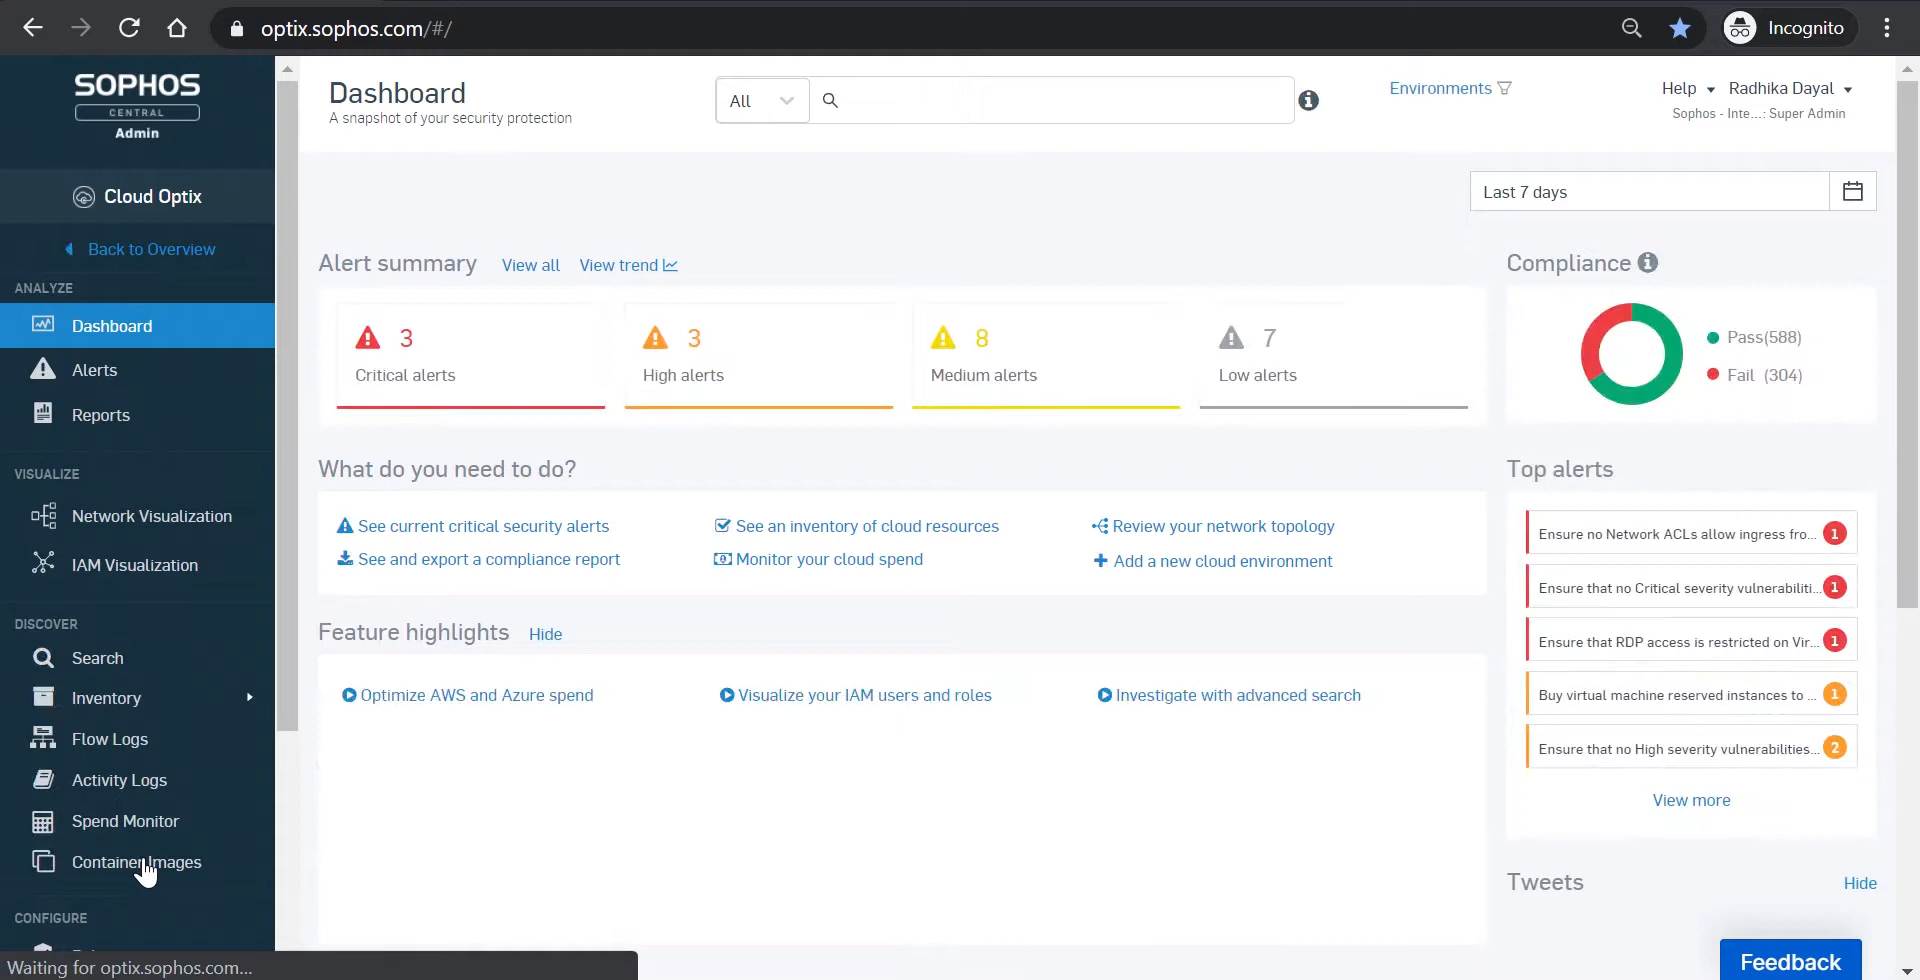 optix.sophos.com/#/
Incognito
SOPHOS
CENTRAL
Admin
Cloud Optix
Back to Overview
ANALYZE
Dashboard
Alerts
Reports
VISUALIZE
Network Visualization
IAM Visualization
DISCOVER
Search
Inventory
Flow Logs
Activity Logs
Spend Monitor
Container Images
CONFIGURE
Waiting for optix.sophos.com...
Dashboard
A snapshot of your security protection
All
Environments
Help
Radhika Dayal
Sophos - Inte...: Super Admin
Last 7 days
Alert summary View all View trend
3
Critical alerts
3
High alerts
8
Medium alerts
7
Low alerts
What do you need to do?
See current critical security alerts
See an inventory of cloud resources
Review your network topology
See and export a compliance report
Monitor your cloud spend
Add a new cloud environment
Feature highlights Hide
Optimize AWS and Azure spend
Visualize your IAM users and roles
Investigate with advanced search
Compliance
Pass(588)
Fail (304)
Top alerts
Ensure no Network ACLs allow ingress fro... 1
Ensure that no Critical severity vulnerabiliti... 1
Ensure that RDP access is restricted on Vir... 1
Buy virtual machine reserved instances to ... 1
Ensure that no High severity vulnerabilities... 2
View more
Tweets Hide
Feedback